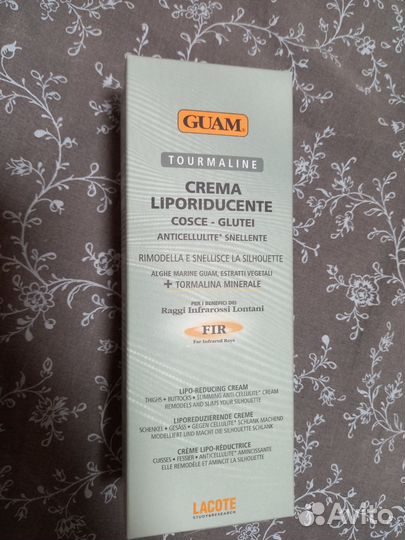 GUAM®
TOURMALINE
CREMA
LIPORIDUCENTE
COSCE - GLUTEI
ANTICELLULITE* SNELLENTE
RIMODELLA E SNELLISCE LA SILHOUETTE
ALGHE MARINE GUAM, ESTRATTI VEGETALI
+ TORMALINA MINERALE
PER I BENEFICI DEI
Raggi Infrarossi Lontani
FIR
Far Infrared Rays
LIPO-REDUCING CREAM
THIGHS • BUTTOCKS • SLIMMING ANTI-CELLULITE* CREAM
REMODELS AND SLIMS YOUR SILHOUETTE
LIPOREDUZIERENDE CREME
SCHENKEL • GESÄSS • GEGEN CELLULITE* SCHLANK MACHEND
MODELLIERT UND MACHT DIE SILHOUETTE SCHLANK
CRÈME LIPO-RÉDUCTRICE
CUISSES • FESSIER • ANTICELLULITE* AMINCISSANTE
ELLE REMODÈLE ET AMINCIT LA SILHOUETTE
LACOTE
STUDY&RESEARCH
Avito